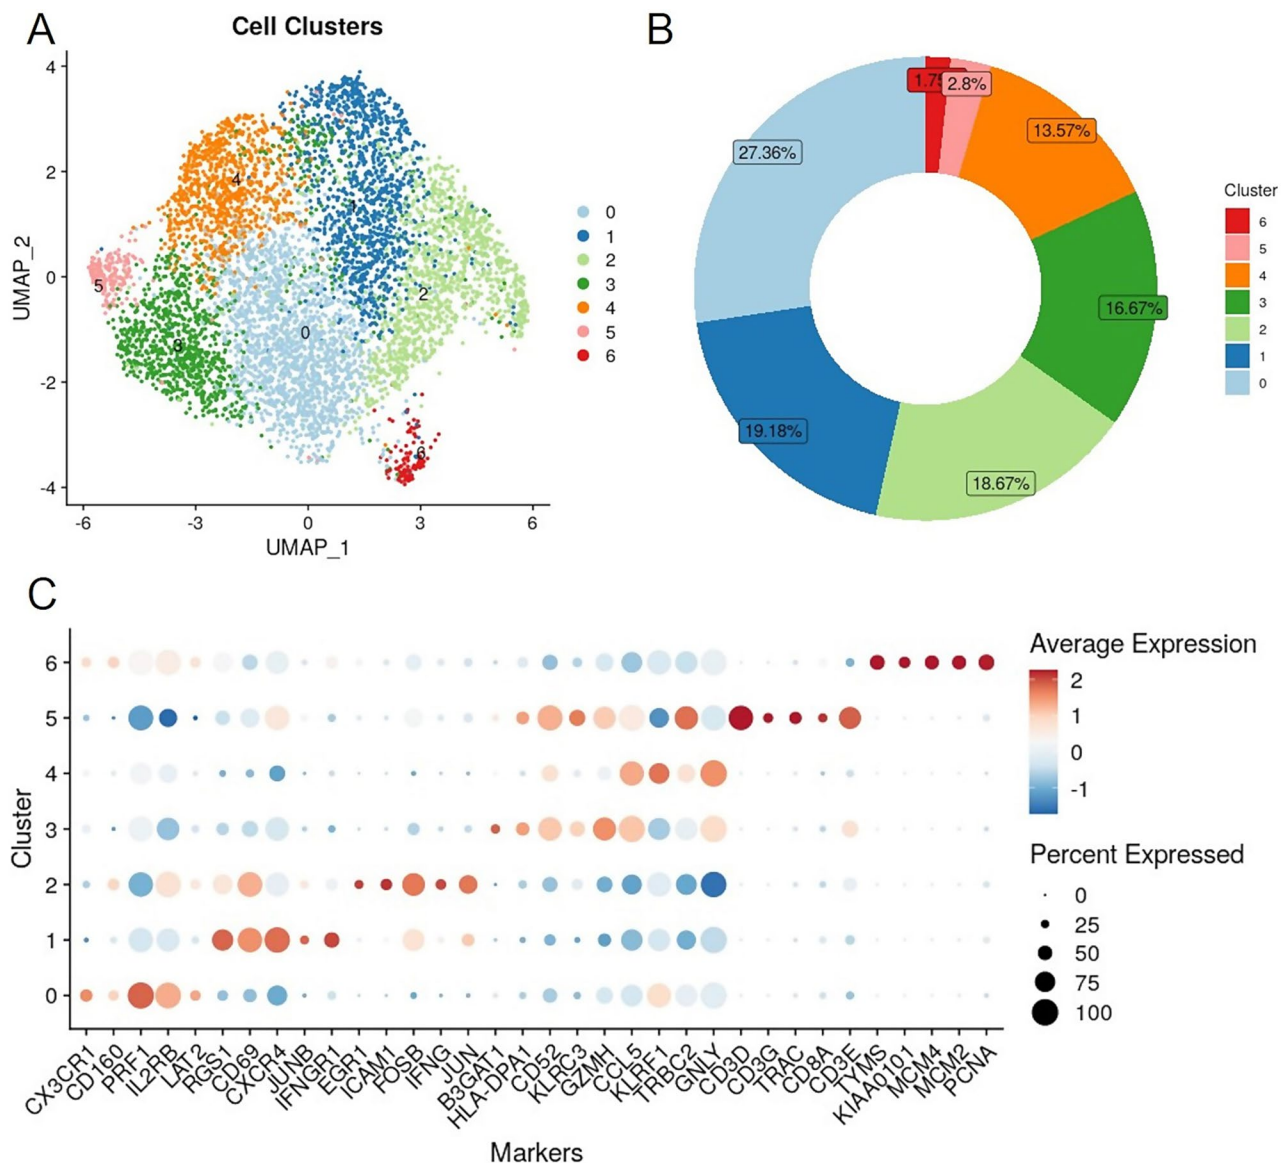 A
Cell Clusters
UMAP_2
4
2
0
-2
-4
-6
-3
0
3
6
UMAP_1
4
1
5
2
3
0
6
0
1
2
3
4
5
6
B
2.8%
13.57%
27.36%
16.67%
19.18%
18.67%
Cluster
6
5
4
3
2
1
0
C
Cluster
6
5
4
3
2
1
0
CX3CR1
CD160
PRF1
IL2RB
LAT2
RGS1
CD69
CXCR4
JUNB
IFNGR1
EGR1
ICAM1
FOSB
IFNG
JUN
B3GAT1
HLA-DPA1
CD52
KLRC3
GZMH
CCL5
KLRF1
TRBC2
GNLY
CD3D
CD3G
TRAC
CD8A
CD3E
TYMS
KIAA0101
MCM4
MCM2
PCNA
Markers
Average Expression
2
1
0
-1
Percent Expressed
0
25
50
75
100